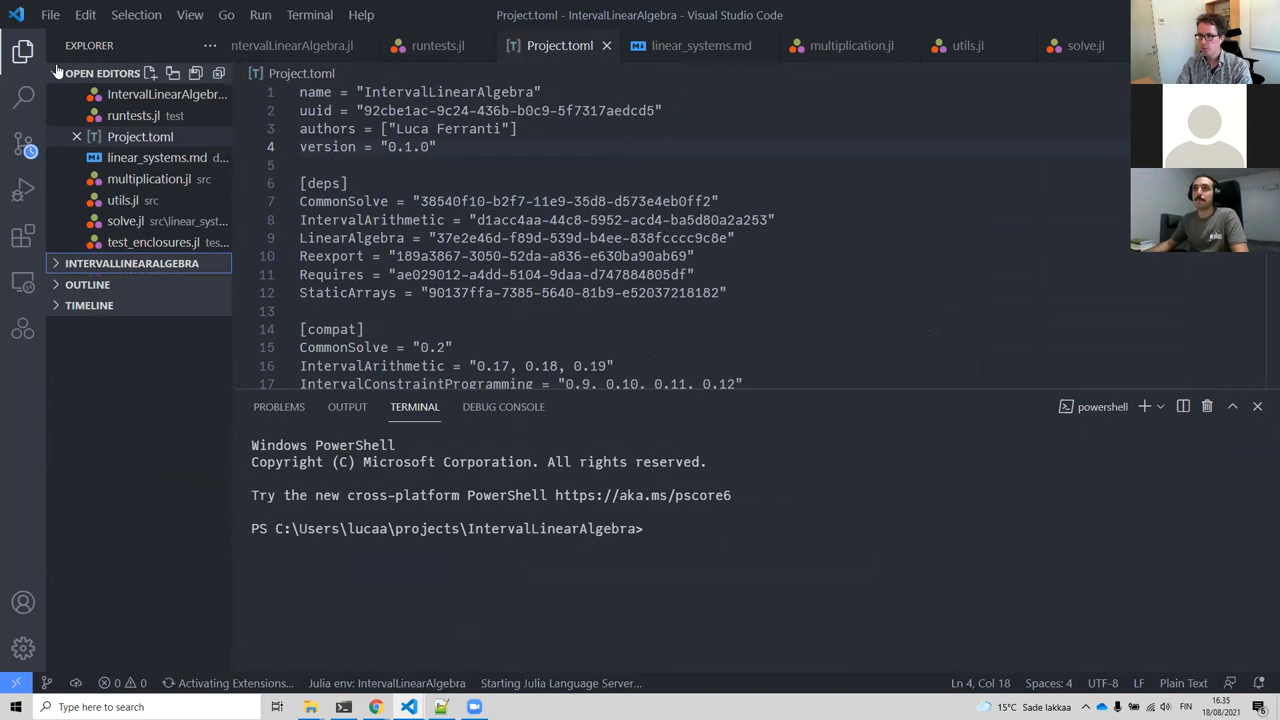 File Edit Selection View Go Run Terminal Help
Project.toml - IntervalLinearAlgebra - Visual Studio Code
EXPLORER
ntervalLinearAlgebra.jl runtests.jl Project.toml linear_systems.md multiplication.jl utils.jl solve.jl
OPEN EDITORS
IntervalLinearAlgebr...
runtests.jl test
Project.toml
linear_systems.md d...
multiplication.jl src
utils.jl src
solve.jl src\linear_syst...
test_enclosures.jl tes...
INTERVALLINEARALGEBRA
OUTLINE
TIMELINE
Project.toml
1 name = "IntervalLinearAlgebra"
2 uuid = "92cbe1ac-9c24-436b-b0c9-5f7317aedcd5"
3 authors = ["Luca Ferranti"]
4 version = "0.1.0"
5
6 [deps]
7 CommonSolve = "38540f10-b2f7-11e9-35d8-d573e4eb0ff2"
8 IntervalArithmetic = "d1acc4aa-44c8-5952-acd4-ba5d80a2a253"
9 LinearAlgebra = "37e2e46d-f89d-539d-b4ee-838fcccc9c8e"
10 Reexport = "189a3867-3050-52da-a836-e630ba90ab69"
11 Requires = "ae029012-a4dd-5104-9daa-d747884805df"
12 StaticArrays = "90137ffa-7385-5640-81b9-e52037218182"
13
14 [compat]
15 CommonSolve = "0.2"
16 IntervalArithmetic = "0.17, 0.18, 0.19"
17 IntervalConstraintProgramming = "0.9, 0.10, 0.11, 0.12"
PROBLEMS OUTPUT TERMINAL DEBUG CONSOLE
powershell
Windows PowerShell
Copyright (C) Microsoft Corporation. All rights reserved.
Try the new cross-platform PowerShell https://aka.ms/pscore6
PS C:\Users\lucaa\projects\IntervalLinearAlgebra>
0 0 Activating Extensions... Julia env: IntervalLinearAlgebra Starting Julia Language Server...
Ln 4, Col 18 Spaces: 4 UTF-8 LF Plain Text
Type here to search
15°C Sade lakkaa
FIN
16.35
18/08/2021
6